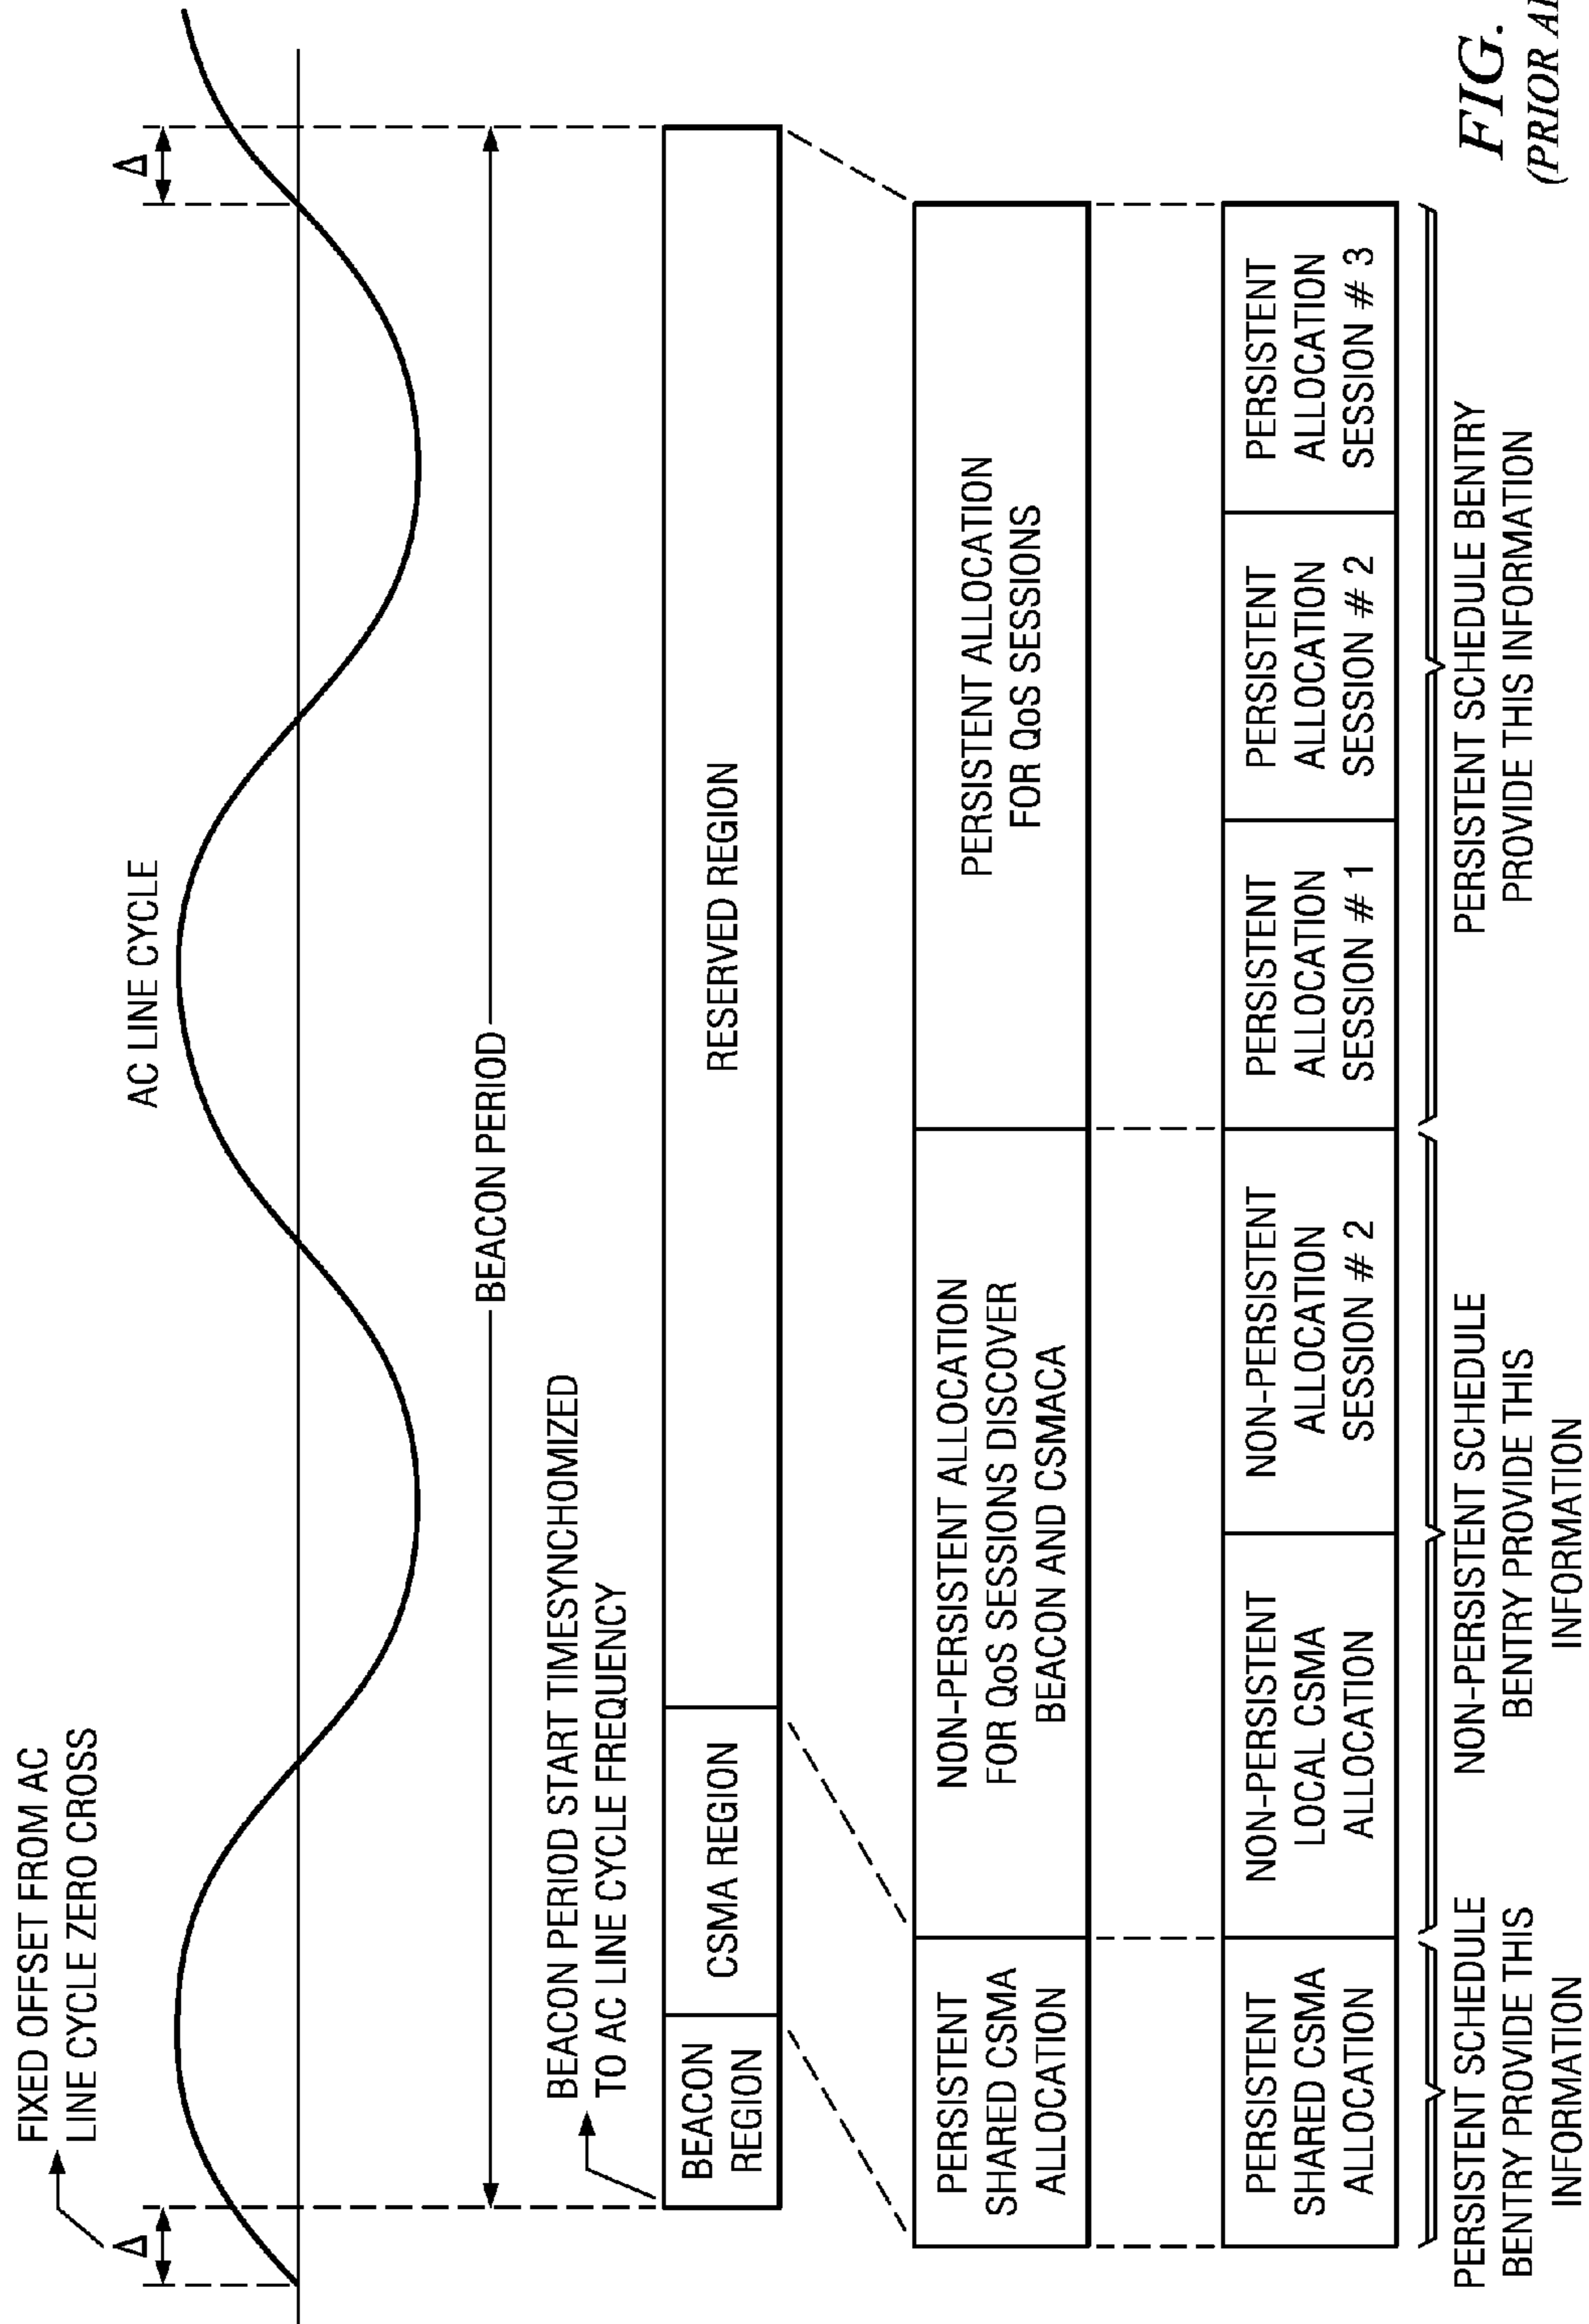 FIXED OFFSET FROM AC
LINE CYCLE ZERO CROSS
Δ
AC LINE CYCLE
Δ
BEACON PERIOD
BEACON PERIOD START TIMESYNCHOMIZED
TO AC LINE CYCLE FREQUENCY
BEACON
REGION
CSMA REGION
RESERVED REGION
PERSISTENT
SHARED CSMA
ALLOCATION
NON-PERSISTENT ALLOCATION
FOR QoS SESSIONS DISCOVER
BEACON AND CSMACA
PERSISTENT ALLOCATION
FOR QoS SESSIONS
PERSISTENT
SHARED CSMA
ALLOCATION
NON-PERSISTENT
LOCAL CSMA
ALLOCATION
NON-PERSISTENT
ALLOCATION
SESSION # 2
PERSISTENT
ALLOCATION
SESSION # 1
PERSISTENT
ALLOCATION
SESSION # 2
PERSISTENT
ALLOCATION
SESSION # 3
PERSISTENT SCHEDULE
BENTRY PROVIDE THIS
INFORMATION
NON-PERSISTENT SCHEDULE
BENTRY PROVIDE THIS
INFORMATION
PERSISTENT SCHEDULE BENTRY
PROVIDE THIS INFORMATION
FIG.
(PRIOR